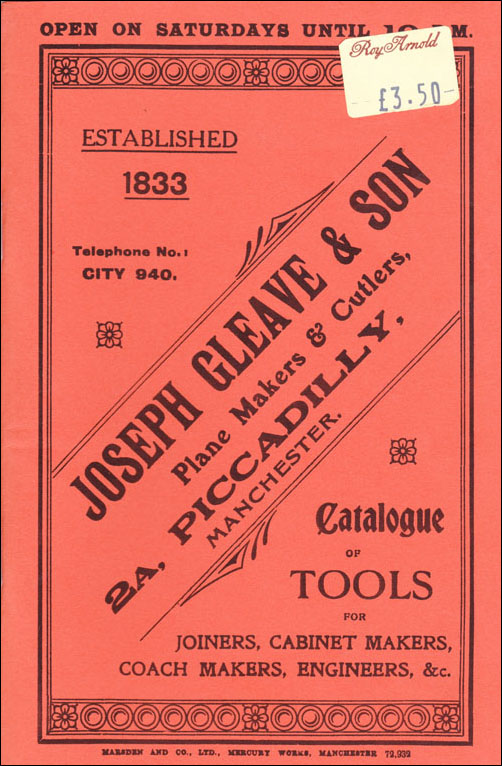 OPEN ON SATURDAYS UNTIL
Roy Arnold
£3.50
ESTABLISHED
1833
Telephone No.:
CITY 940.
JOSEPH GLEAVE & SON
Plane Makers & Cutlers,
2A, PICCADILLY,
MANCHESTER.
Catalogue
OF
TOOLS
FOR
JOINERS, CABINET MAKERS,
COACH MAKERS, ENGINEERS, &c.
MARSDEN AND CO., LTD., MERCURY WORKS, MANCHESTER 72,932